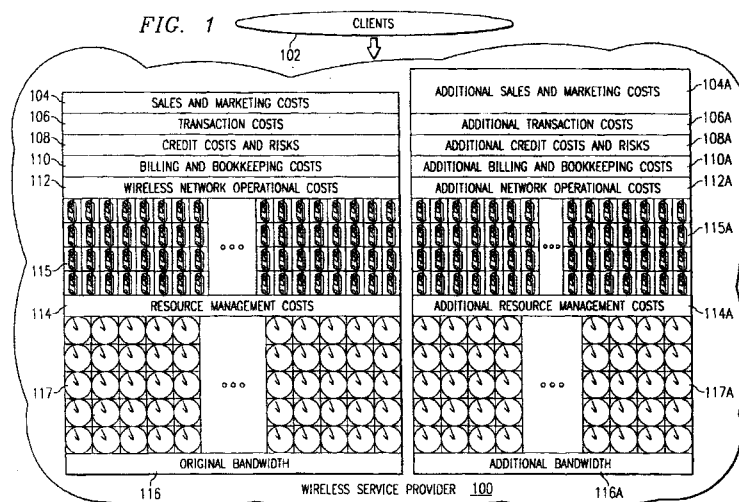 FIG. 1
CLIENTS
102
104
SALES AND MARKETING COSTS
ADDITIONAL SALES AND MARKETING COSTS
104A
106
TRANSACTION COSTS
ADDITIONAL TRANSACTION COSTS
106A
108
CREDIT COSTS AND RISKS
ADDITIONAL CREDIT COSTS AND RISKS
108A
110
BILLING AND BOOKKEEPING COSTS
ADDITIONAL BILLING AND BOOKKEEPING COSTS
110A
112
WIRELESS NETWORK OPERATIONAL COSTS
ADDITIONAL NETWORK OPERATIONAL COSTS
112A
115
115A
114
RESOURCE MANAGEMENT COSTS
ADDITIONAL RESOURCE MANAGEMENT COSTS
114A
117
117A
ORIGINAL BANDWIDTH
ADDITIONAL BANDWIDTH
116
WIRELESS SERVICE PROVIDER 100
116A